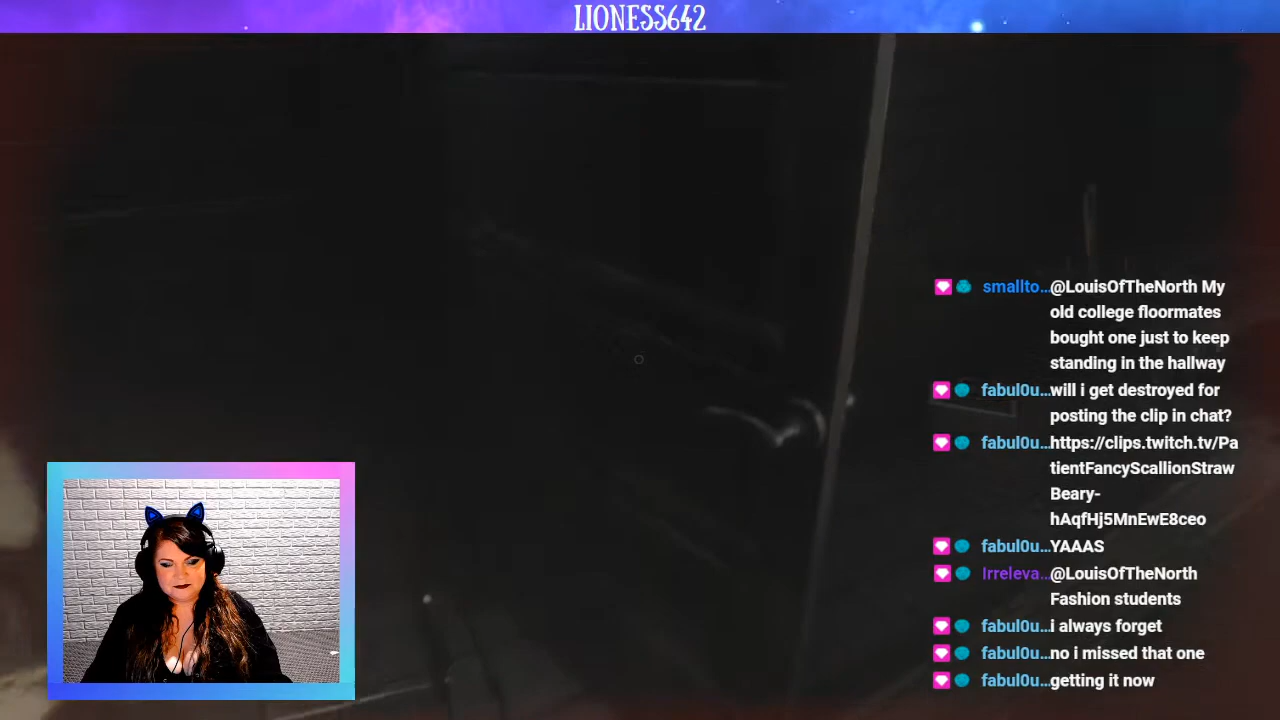 LIONESS642
smallto... @LouisOfTheNorth My
old college floormates
bought one just to keep
standing in the hallway
fabul0u... will i get destroyed for
posting the clip in chat?
fabul0u... https://clips.twitch.tv/Pa
tientFancyScallionStraw
Beary-
hAqfHj5MnEwE8ceo
fabul0u... YAAAS
Irreleva... @LouisOfTheNorth
Fashion students
fabul0u... i always forget
fabul0u... no i missed that one
fabul0u... getting it now